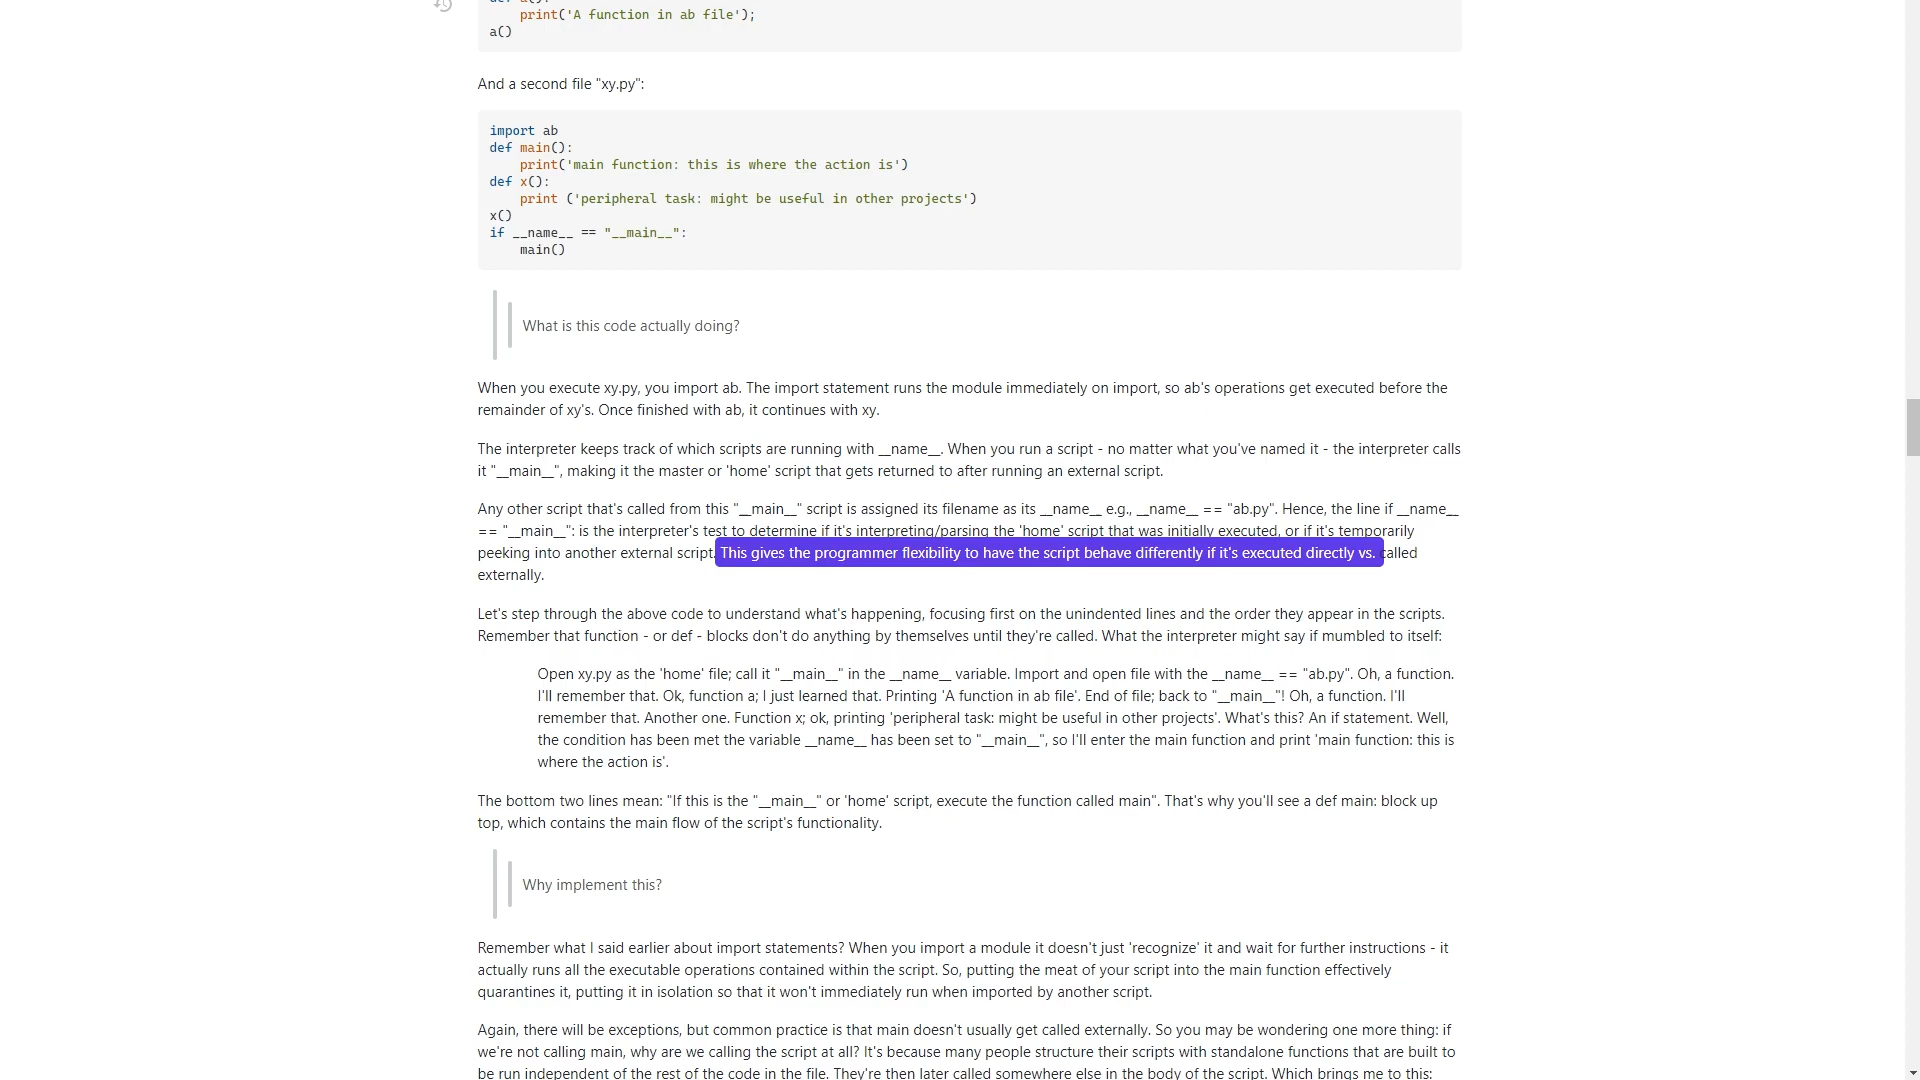 print('A function in ab file');
a()
And a second file "xy.py":
import ab
def main():
    print('main function: this is where the action is')
def x():
    print ('peripheral task: might be useful in other projects')
x()
if __name__ == "__main__":
    main()
What is this code actually doing?
When you execute xy.py, you import ab. The import statement runs the module immediately on import, so ab's operations get executed before the
remainder of xy's. Once finished with ab, it continues with xy.
The interpreter keeps track of which scripts are running with __name__. When you run a script - no matter what you've named it - the interpreter calls
it "__main__", making it the master or 'home' script that gets returned to after running an external script.
Any other script that's called from this "__main__" script is assigned its filename as its __name__ e.g., __name__ == "ab.py". Hence, the line if __name__
== "__main__": is the interpreter's test to determine if it's interpreting/parsing the 'home' script that was initially executed, or if it's temporarily
peeking into another external script. This gives the programmer flexibility to have the script behave differently if it's executed directly vs. called
externally.
Let's step through the above code to understand what's happening, focusing first on the unindented lines and the order they appear in the scripts.
Remember that function - or def - blocks don't do anything by themselves until they're called. What the interpreter might say if mumbled to itself:
Open xy.py as the 'home' file; call it "__main__" in the __name__ variable. Import and open file with the __name__ == "ab.py". Oh, a function.
I'll remember that. Ok, function a; I just learned that. Printing 'A function in ab file'. End of file; back to "__main__"! Oh, a function. I'll
remember that. Another one. Function x; ok, printing 'peripheral task: might be useful in other projects'. What's this? An if statement. Well,
the condition has been met the variable __name__ has been set to "__main__", so I'll enter the main function and print 'main function: this is
where the action is'.
The bottom two lines mean: "If this is the "__main__" or 'home' script, execute the function called main". That's why you'll see a def main: block up
top, which contains the main flow of the script's functionality.
Why implement this?
Remember what I said earlier about import statements? When you import a module it doesn't just 'recognize' it and wait for further instructions - it
actually runs all the executable operations contained within the script. So, putting the meat of your script into the main function effectively
quarantines it, putting it in isolation so that it won't immediately run when imported by another script.
Again, there will be exceptions, but common practice is that main doesn't usually get called externally. So you may be wondering one more thing: if
we're not calling main, why are we calling the script at all? It's because many people structure their scripts with standalone functions that are built to
be run independent of the rest of the code in the file. They're then later called somewhere else in the body of the script. Which brings me to this: